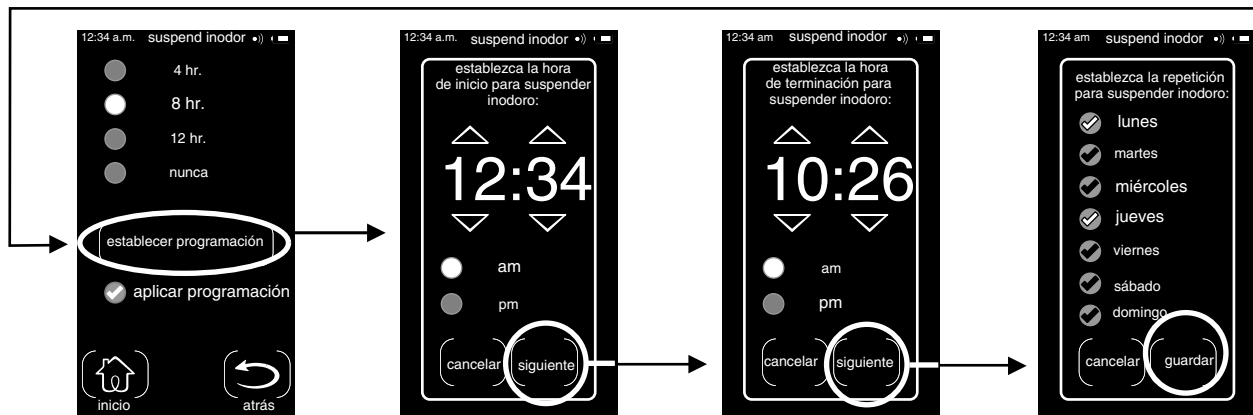 12:34 a.m. suspend inodor
4 hr.
8 hr.
12 hr.
nunca
establecer programación
aplicar programación
inicio
atrás
12:34 a.m. suspend inodor
establezca la hora
de inicio para suspender
inodoro:
12:34
am
pm
cancelar
siguiente
12:34 am suspend inodor
establezca la hora
de terminación para
suspender inodoro:
10:26
am
pm
cancelar
siguiente
12:34 am suspend inodor
establezca la repetición
para suspender inodoro:
lunes
martes
miércoles
jueves
viernes
sábado
domingo
cancelar
guardar